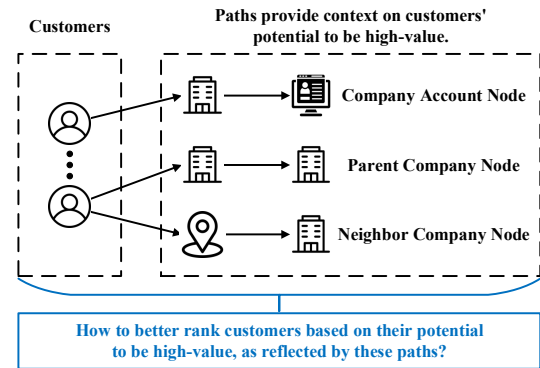 Customers
Paths provide context on customers'
potential to be high-value.
Company Account Node
Parent Company Node
Neighbor Company Node
How to better rank customers based on their potential
to be high-value, as reflected by these paths?